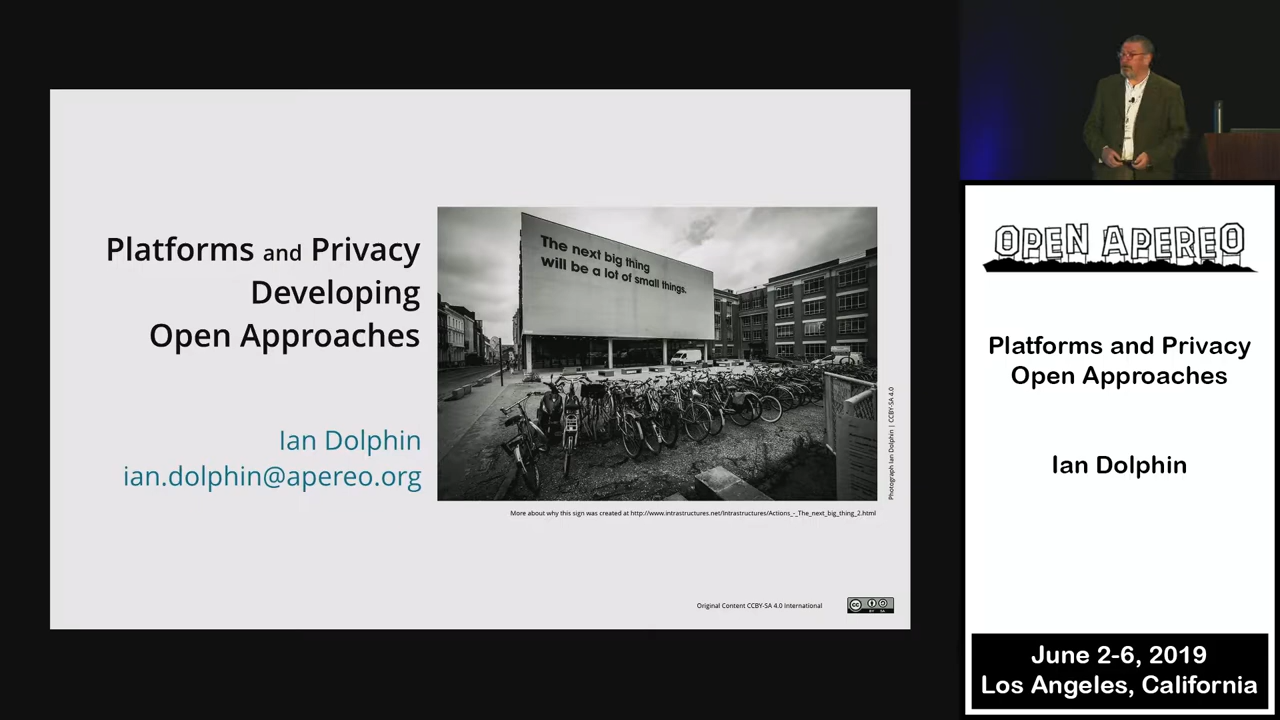 Platforms and Privacy
Developing
Open Approaches
Ian Dolphin
ian.dolphin@apereo.org
The next big thing
will be a lot of small things.
Photograph Ian Dolphin | CCBY-SA 4.0
More about why this sign was created at http://www.intrastructures.net/Intrastructures/Actions_-_The_next_big_thing_2.html
Original Content CCBY-SA 4.0 International
cc
BY SA
OPEN APEREO
Platforms and Privacy
Open Approaches
Ian Dolphin
June 2-6, 2019
Los Angeles, California